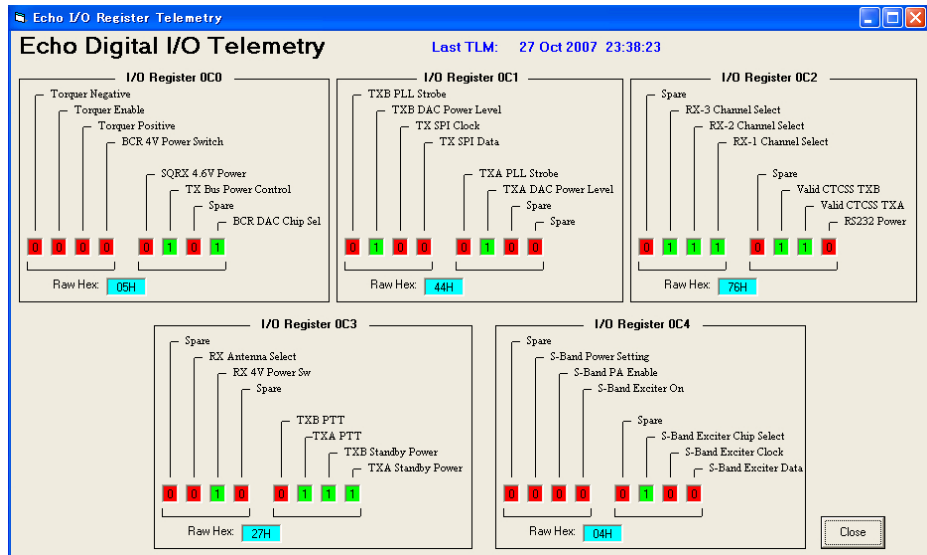 Echo I/O Register Telemetry
Echo Digital I/O Telemetry
Last TLM: 27 Oct 2007 23:38:23
I/O Register 0C0
Torquer Negative
Torquer Enable
Torquer Positive
BCR 4V Power Switch
SQRX 4.6V Power
TX Bus Power Control
Spare
BCR DAC Chip Sel
0 0 0 0 0 1 0 1
Raw Hex: 05H
I/O Register 0C1
TXB PLL Strobe
TXB DAC Power Level
TX SPI Clock
TX SPI Data
TXA PLL Strobe
TXA DAC Power Level
Spare
Spare
0 1 0 0 0 1 0 0
Raw Hex: 44H
I/O Register 0C2
Spare
RX-3 Channel Select
RX-2 Channel Select
RX-1 Channel Select
Spare
Valid CTCSS TXB
Valid CTCSS TXA
RS232 Power
0 1 1 1 0 1 1 0
Raw Hex: 76H
I/O Register 0C3
Spare
RX Antenna Select
RX 4V Power Sw
Spare
TXB PTT
TXA PTT
TXB Standby Power
TXA Standby Power
0 0 1 0 0 1 1 1
Raw Hex: 27H
I/O Register 0C4
Spare
S-Band Power Setting
S-Band PA Enable
S-Band Exciter On
Spare
S-Band Exciter Chip Select
S-Band Exciter Clock
S-Band Exciter Data
0 0 0 0 0 1 0 0
Raw Hex: 04H
Close